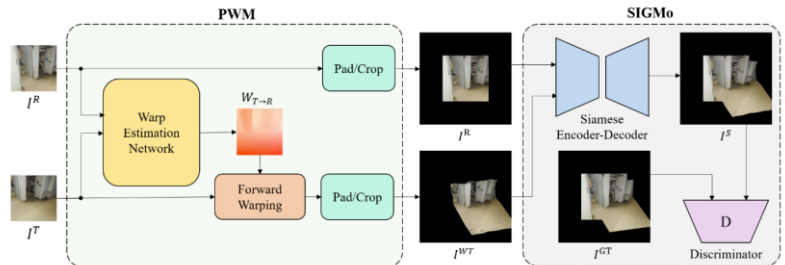 PWM
SIGMo
I^R
Warp
Estimation
Network
W_{T→R}
Pad/Crop
I^R
Siamese
Encoder-Decoder
I^S
I^T
Forward
Warping
Pad/Crop
I^{WT}
I^{GT}
D
Discriminator